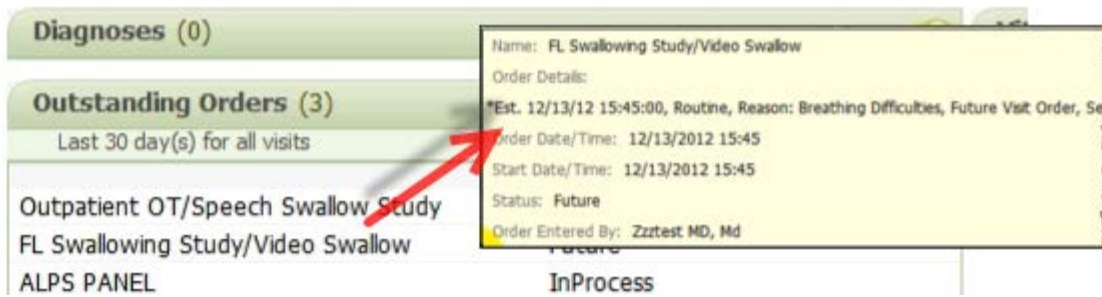 Diagnoses (0)
Outstanding Orders (3)
Last 30 day(s) for all visits
Outpatient OT/Speech Swallow Study
FL Swallowing Study/Video Swallow Future
ALPS PANEL InProcess
Name: FL Swallowing Study/Video Swallow
Order Details:
*Est. 12/13/12 15:45:00, Routine, Reason: Breathing Difficulties, Future Visit Order, Se
Order Date/Time: 12/13/2012 15:45
Start Date/Time: 12/13/2012 15:45
Status: Future
Order Entered By: Zzztest MD, Md